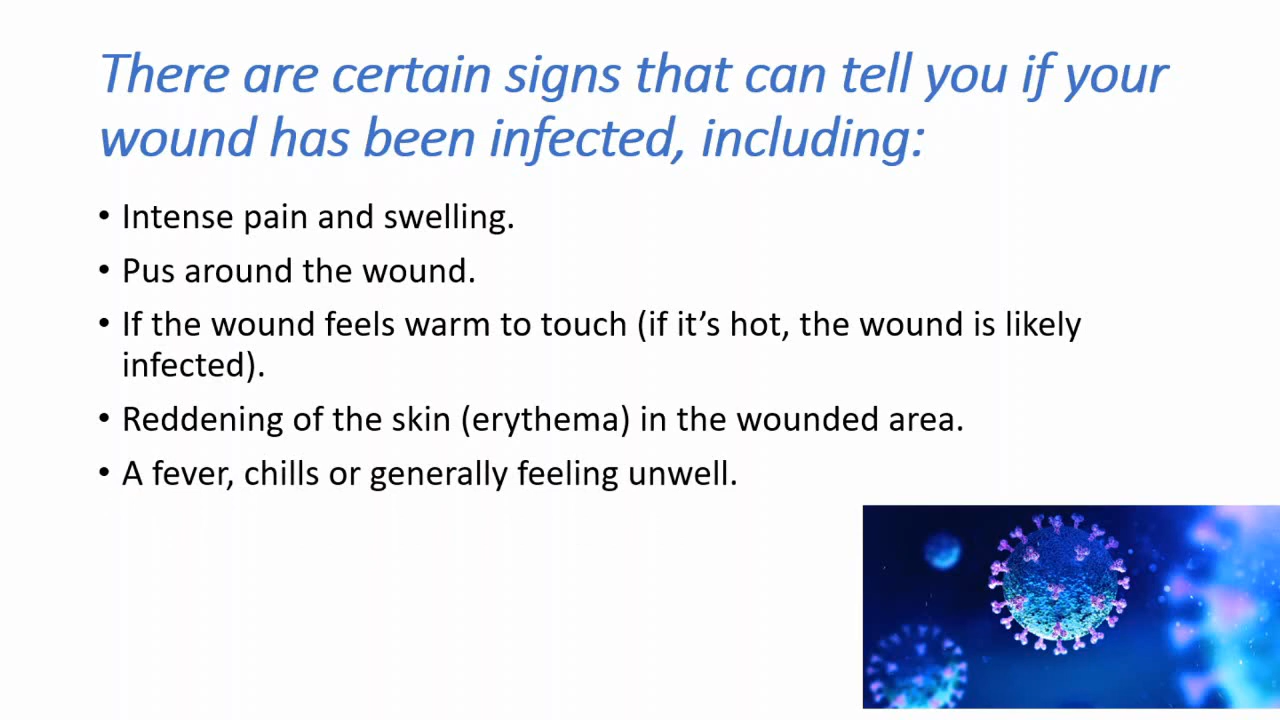 There are certain signs that can tell you if your
wound has been infected, including:
• Intense pain and swelling.
• Pus around the wound.
• If the wound feels warm to touch (if it’s hot, the wound is likely
infected).
• Reddening of the skin (erythema) in the wounded area.
• A fever, chills or generally feeling unwell.